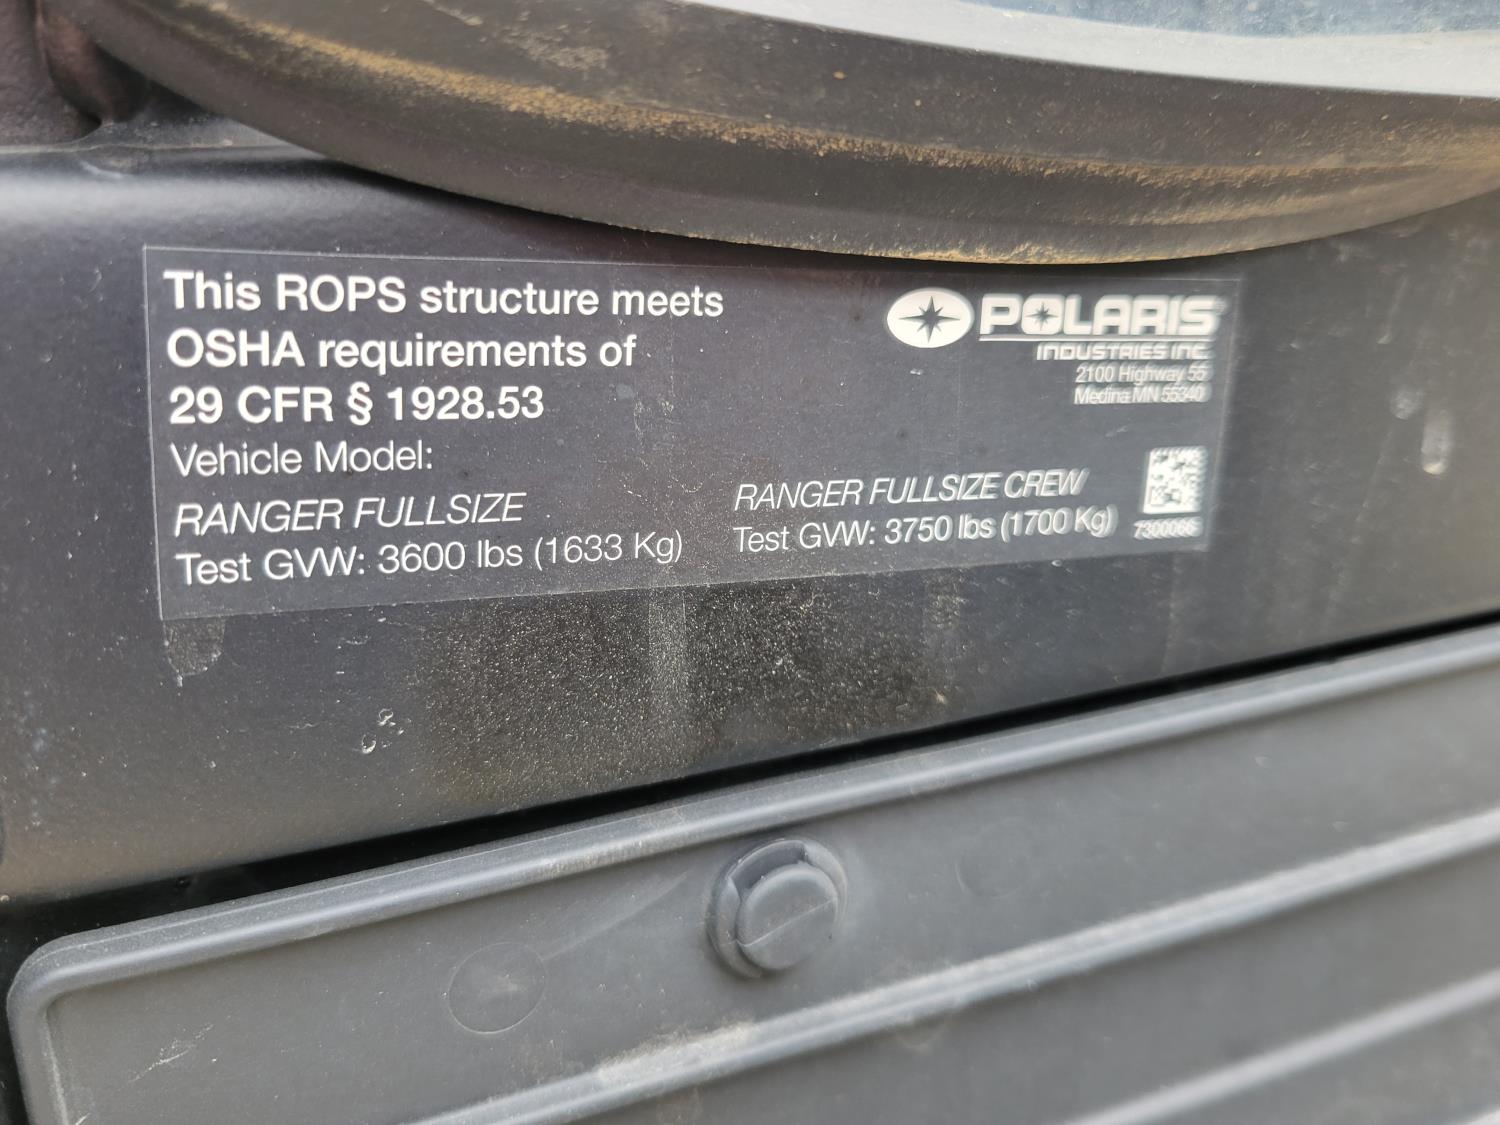 This ROPS structure meets
OSHA requirements of
29 CFR § 1928.53
Vehicle Model:
RANGER FULLSIZE
Test GVW: 3600 lbs (1633 Kg)
RANGER FULLSIZE CREW
Test GVW: 3750 lbs (1700 Kg)
POLARIS®
INDUSTRIES INC.
2100 Highway 55
Medina MN 55340
7300066